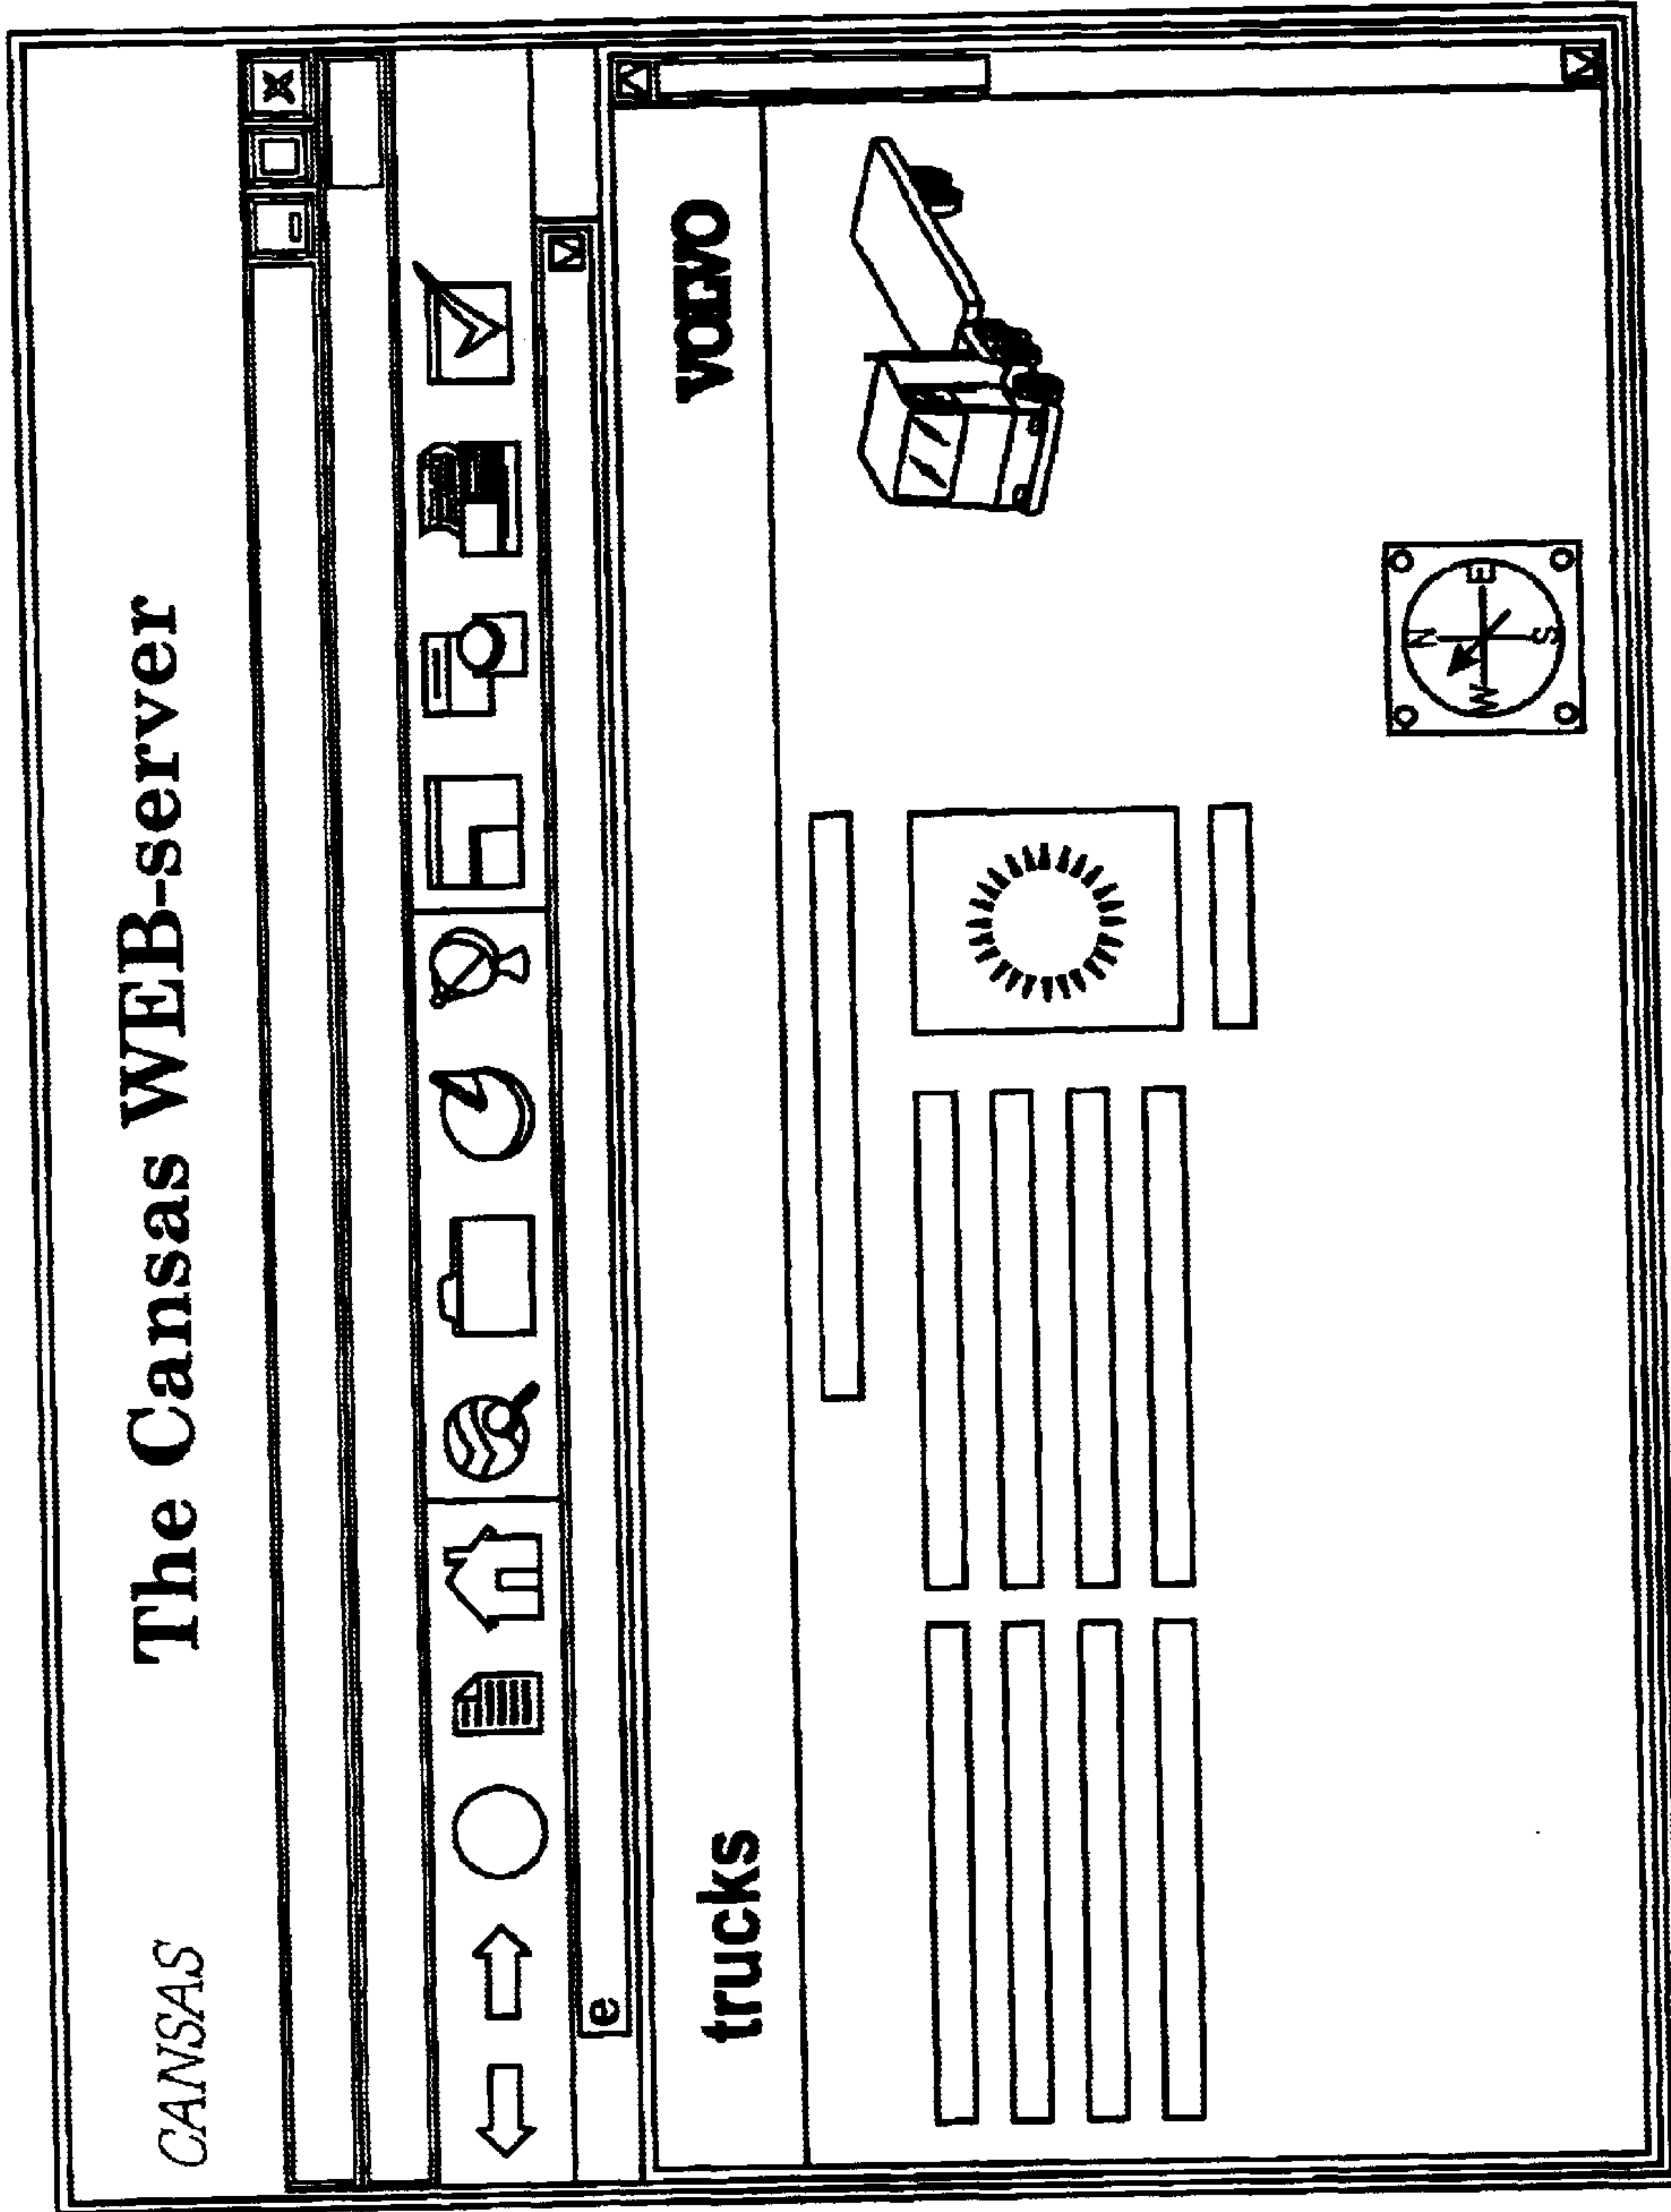 CANSAS The Cansas WEB-server
e
trucks VOLVO
N
W E
S